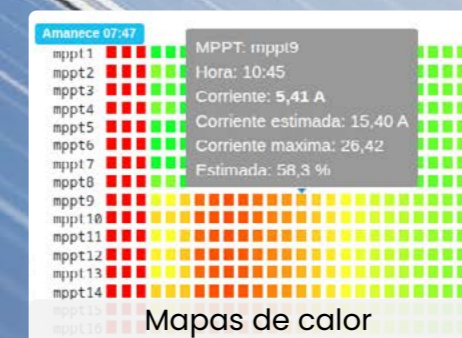 Amanece 07:47
mppt1
mppt2
mppt3
mppt4
mppt5
mppt6
mppt7
mppt8
mppt9
mppt10
mppt11
mppt12
mppt13
mppt14
mppt15
mppt16
MPPT: mppt9
Hora: 10:45
Corriente: 5,41 A
Corriente estimada: 15,40 A
Corriente maxima: 26,42
Estimada: 58,3 %
Mapas de calor